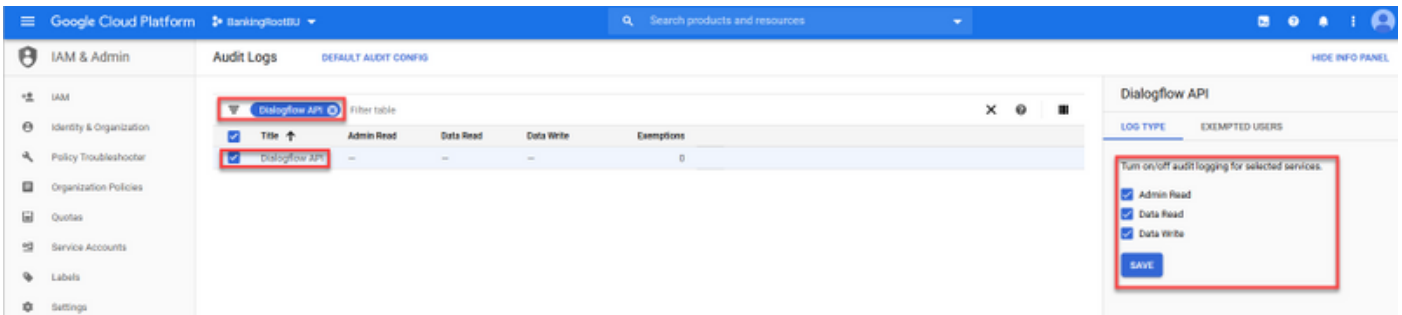 Google Cloud Platform BankingRootBU Search products and resources
IAM & Admin
IAM
Identity & Organization
Policy Troubleshooter
Organization Policies
Quotas
Service Accounts
Labels
Settings
Audit Logs DEFAULT AUDIT CONFIG HIDE INFO PANEL
Dialogflow API Filter table
Title Admin Read Data Read Data Write Exemptions
Dialogflow API — — — 0
Dialogflow API
LOG TYPE EXEMPTED USERS
Turn on/off audit logging for selected services.
Admin Read
Data Read
Data Write
SAVE